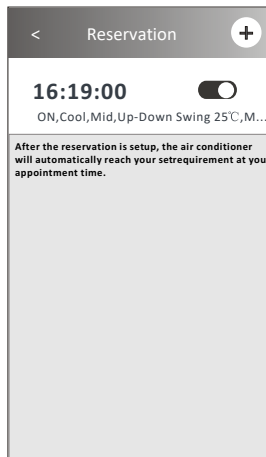 < Reservation +
16:19:00
ON,Cool,Mid,Up-Down Swing 25℃,M...
After the reservation is setup, the air conditioner
will automatically reach your setrequirement at you
appointment time.